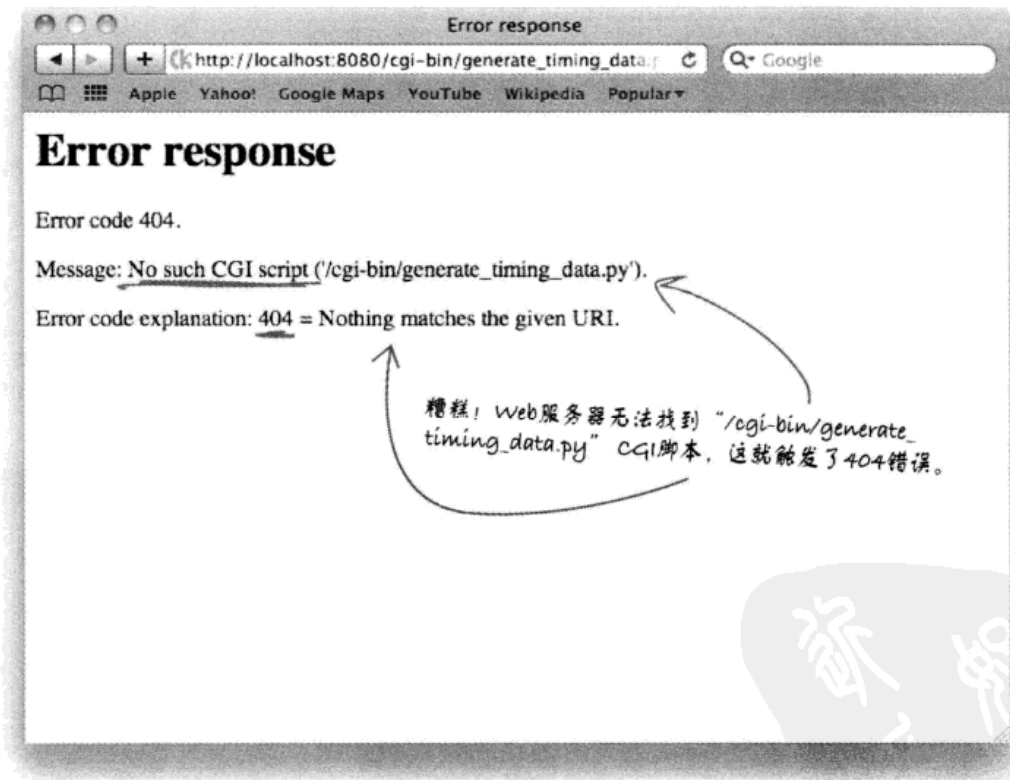 Error response
http://localhost:8080/cgi-bin/generate_timing_data.p
Google
Apple Yahoo! Google Maps YouTube Wikipedia Popular
Error response
Error code 404.
Message: No such CGI script ('/cgi-bin/generate_timing_data.py').
Error code explanation: 404 = Nothing matches the given URI.
糟糕！Web服务器无法找到“/cgi-bin/generate_
timing_data.py”CGI脚本，这就触发了404错误。